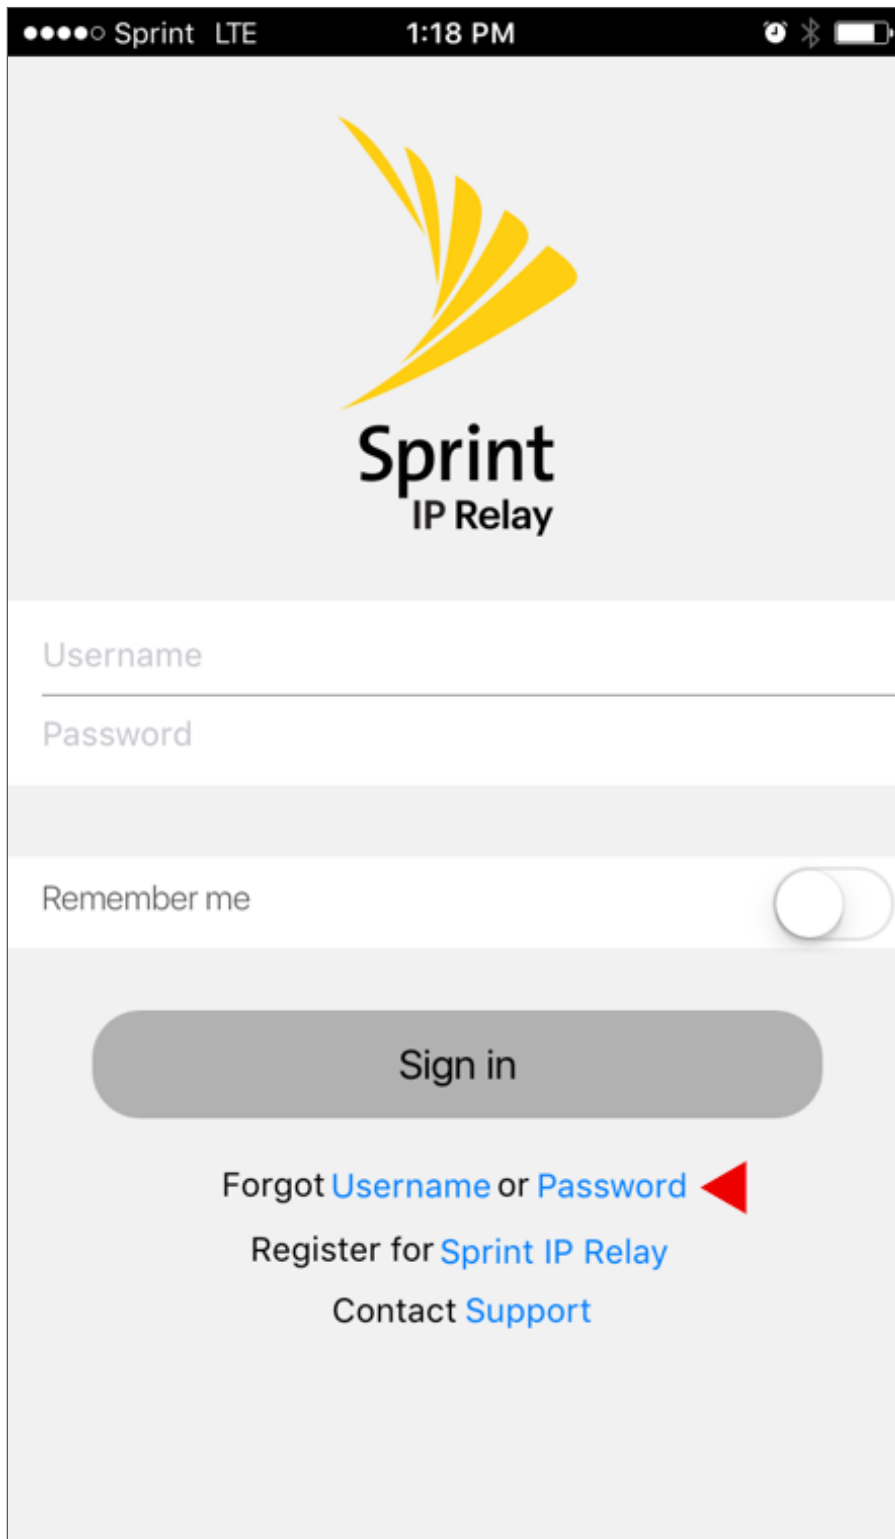 Sprint LTE 1:18 PM
Sprint
IP Relay
Username
Password
Remember me
Sign in
Forgot Username or Password
Register for Sprint IP Relay
Contact Support